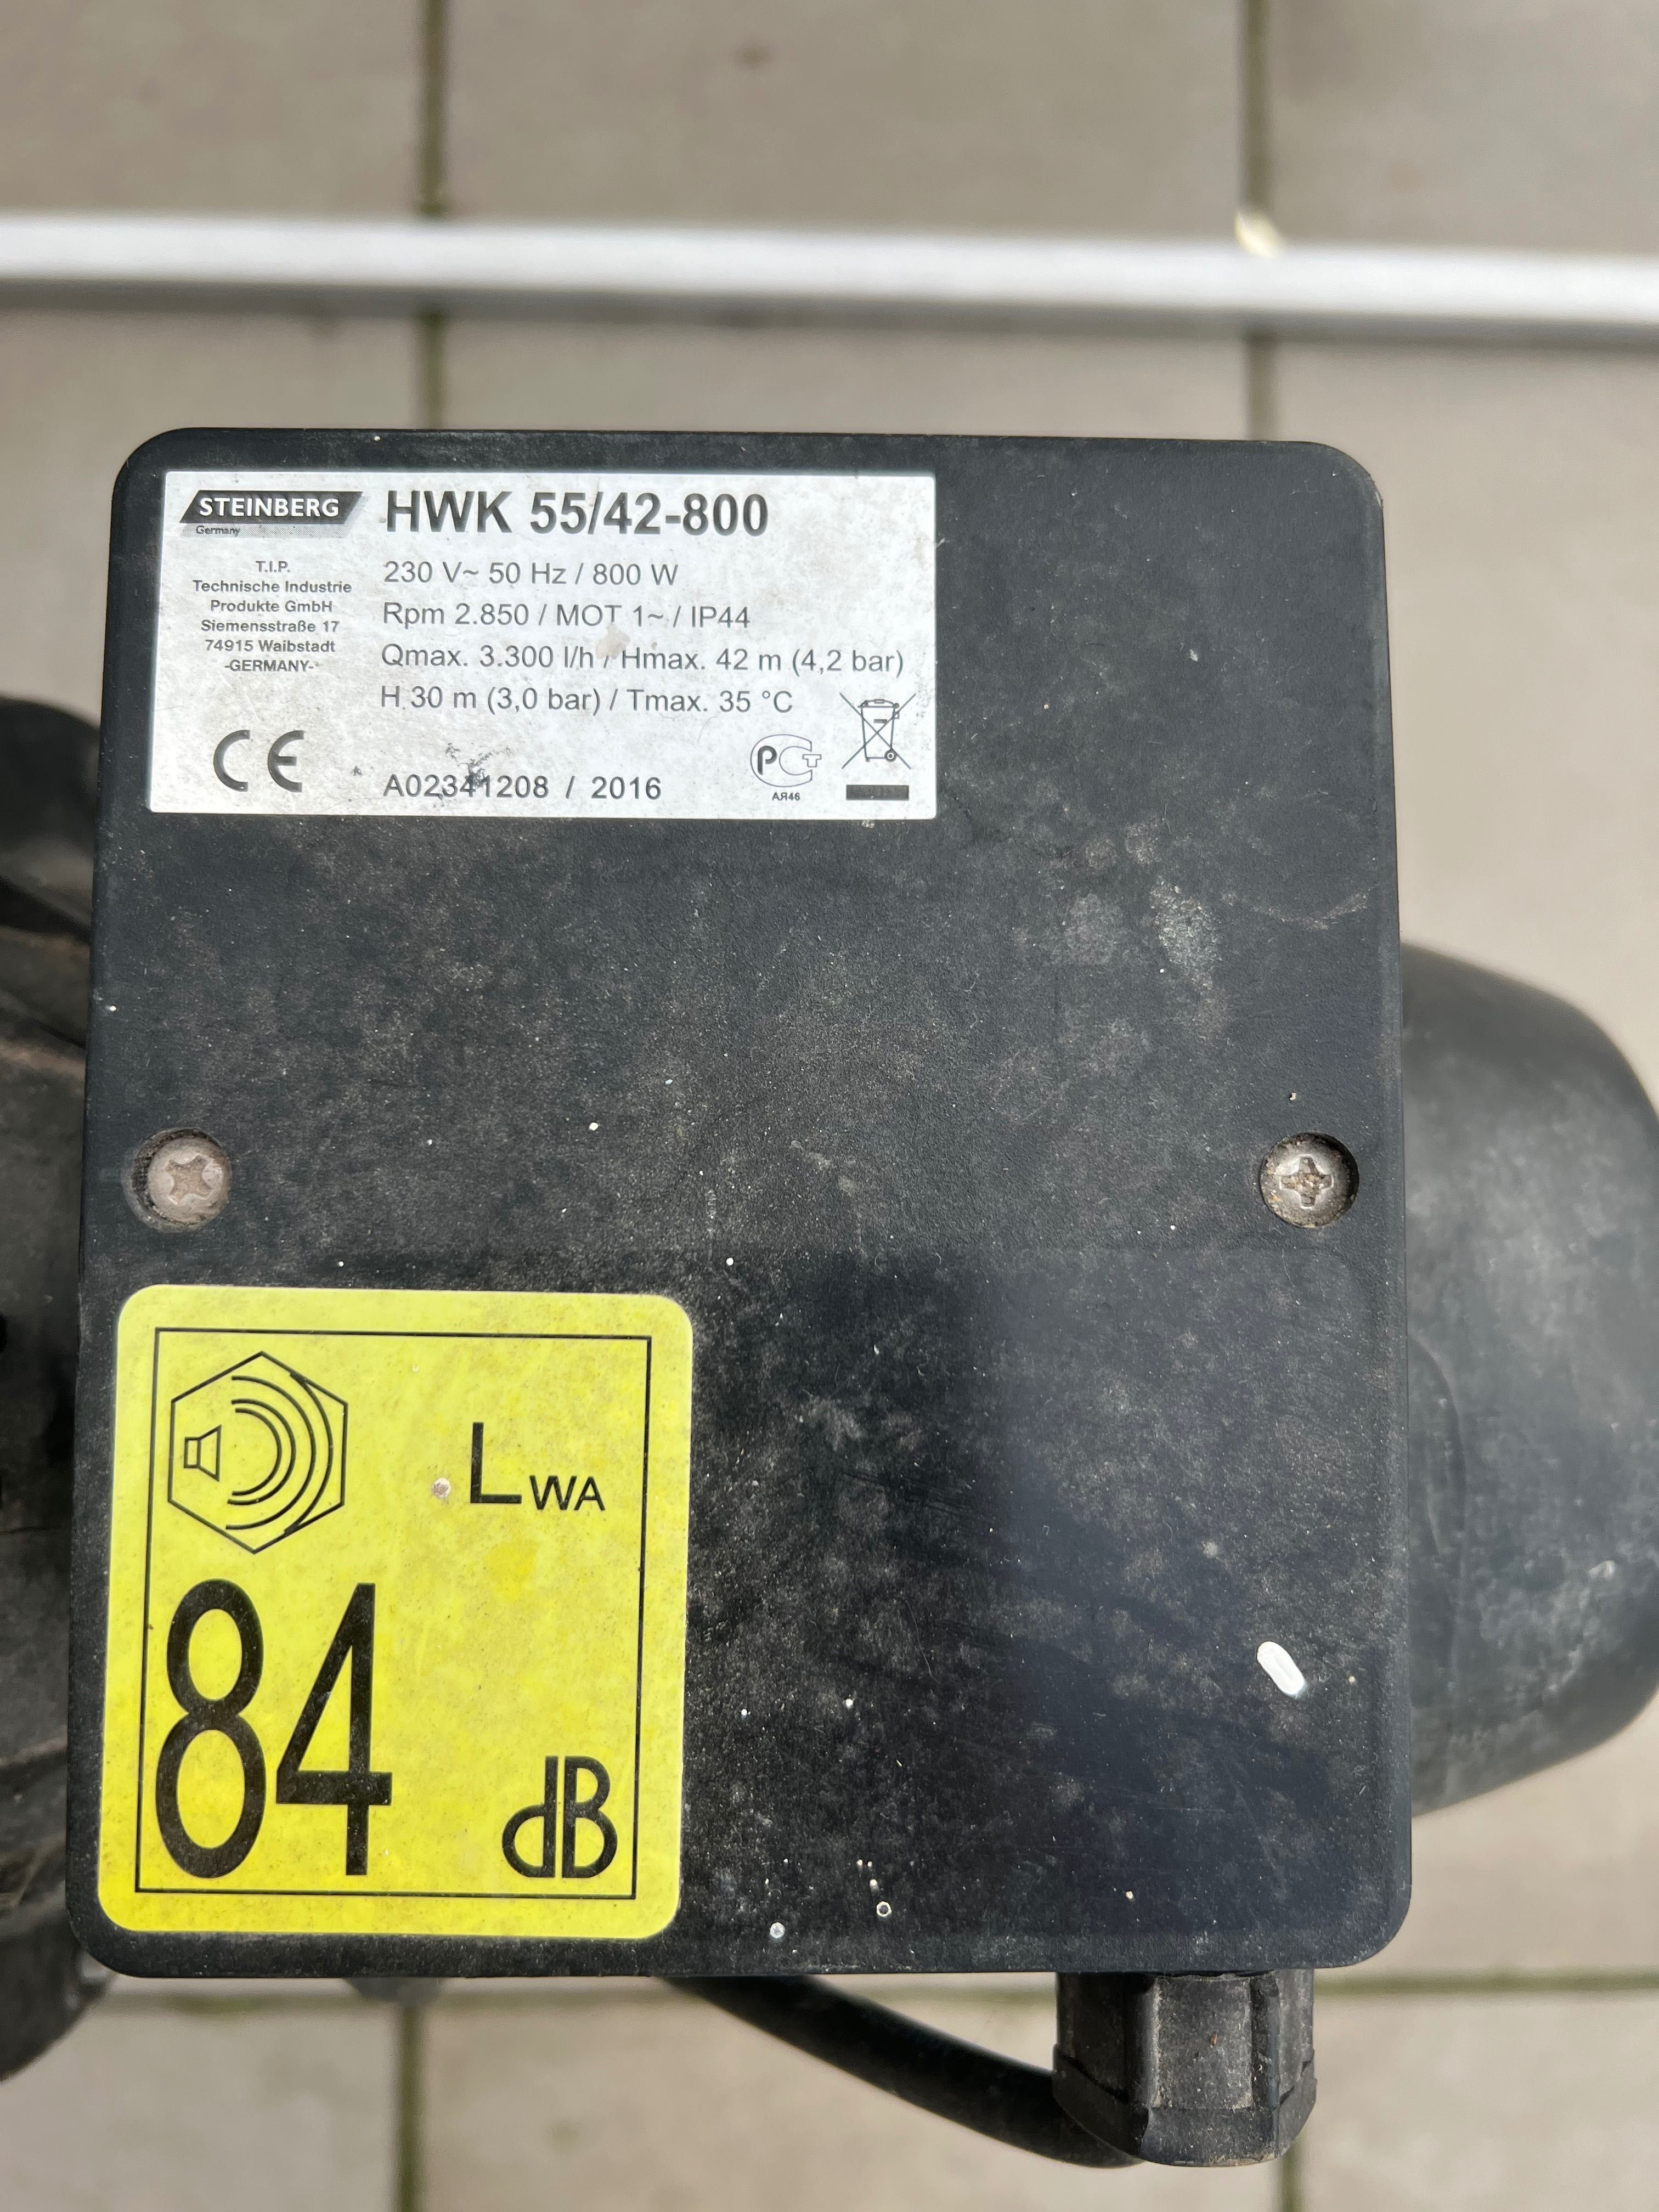 STEINBERG
Germany
HWK 55/42-800
T.I.P.
Technische Industrie
Produkte GmbH
Siemensstraße 17
74915 Waibstadt
-GERMANY-
230 V~ 50 Hz / 800 W
Rpm 2.850 / MOT 1~ / IP44
Qmax. 3.300 l/h / Hmax. 42 m (4,2 bar)
H 30 m (3,0 bar) / Tmax. 35 °C
CE
A02341208 / 2016
РСТ
АЯ46
LWA
84
dB